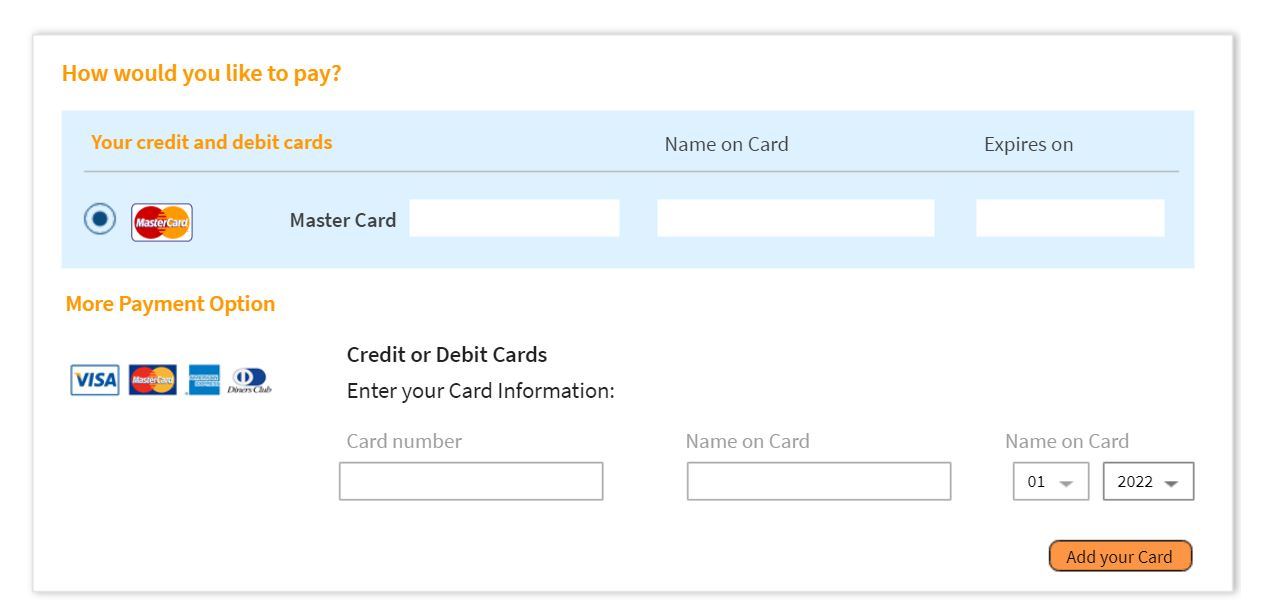 How would you like to pay?
Your credit and debit cards Name on Card Expires on
MasterCard Master Card
More Payment Option
Credit or Debit Cards
VISA MasterCard AMERICAN EXPRESS Diners Club
Enter your Card Information:
Card number Name on Card Name on Card
01 2022
Add your Card